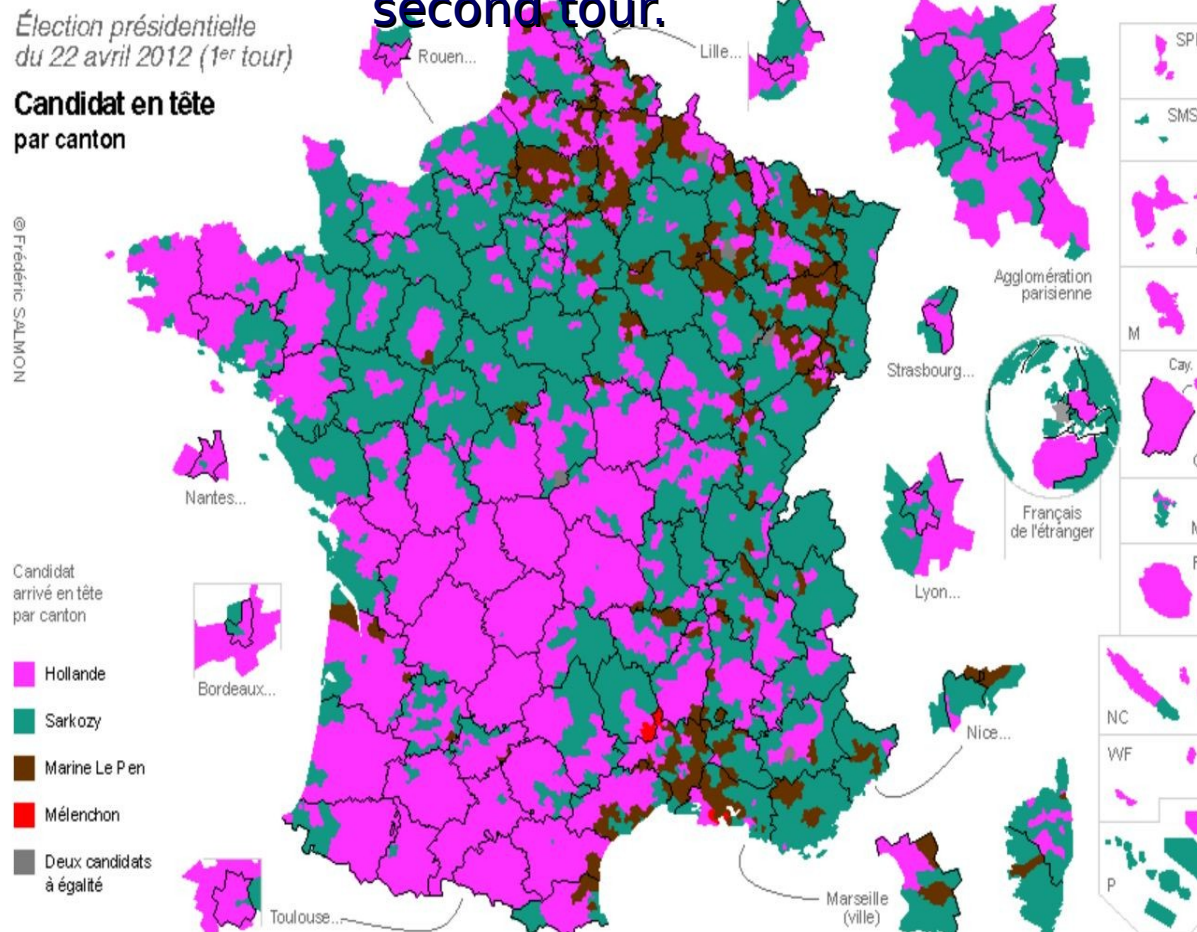 second tour.
Élection présidentielle
du 22 avril 2012 (1er tour)
Candidat en tête
par canton
© Frédéric SALMON
Rouen...
Lille...
SMS
Agglomération
parisienne
M
Strasbourg...
Cay.
Nantes...
Français
de l'étranger
Lyon...
Candidat
arrivé en tête
par canton
Hollande
Sarkozy
Marine Le Pen
Mélenchon
Deux candidats
à égalité
Bordeaux...
Nice...
NC
WF
P
Toulouse...
Marseille
(ville)